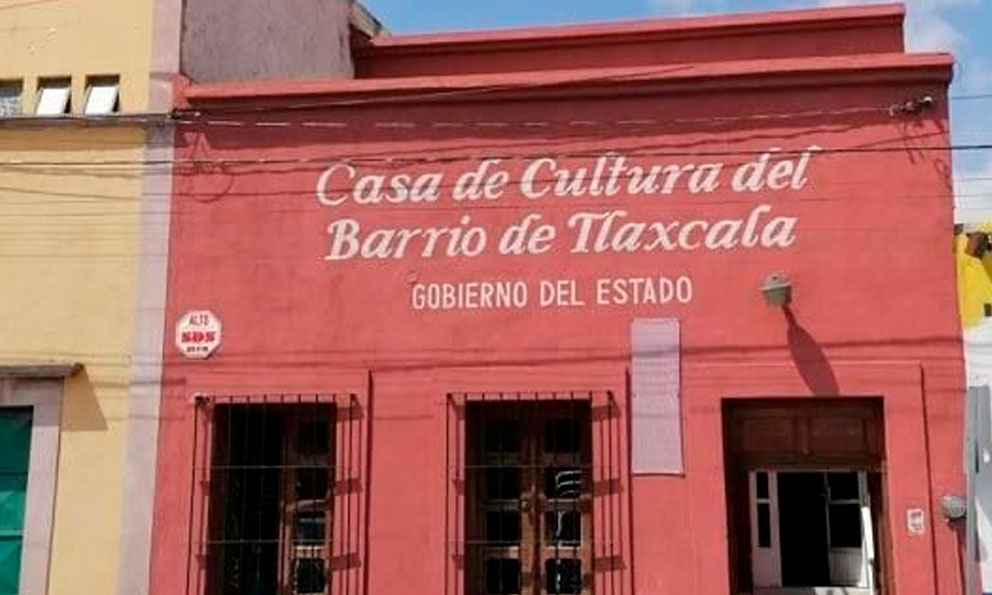 Casa de Cultura del
Barrio de Tlaxcala
GOBIERNO DEL ESTADO
ALTO
SDS